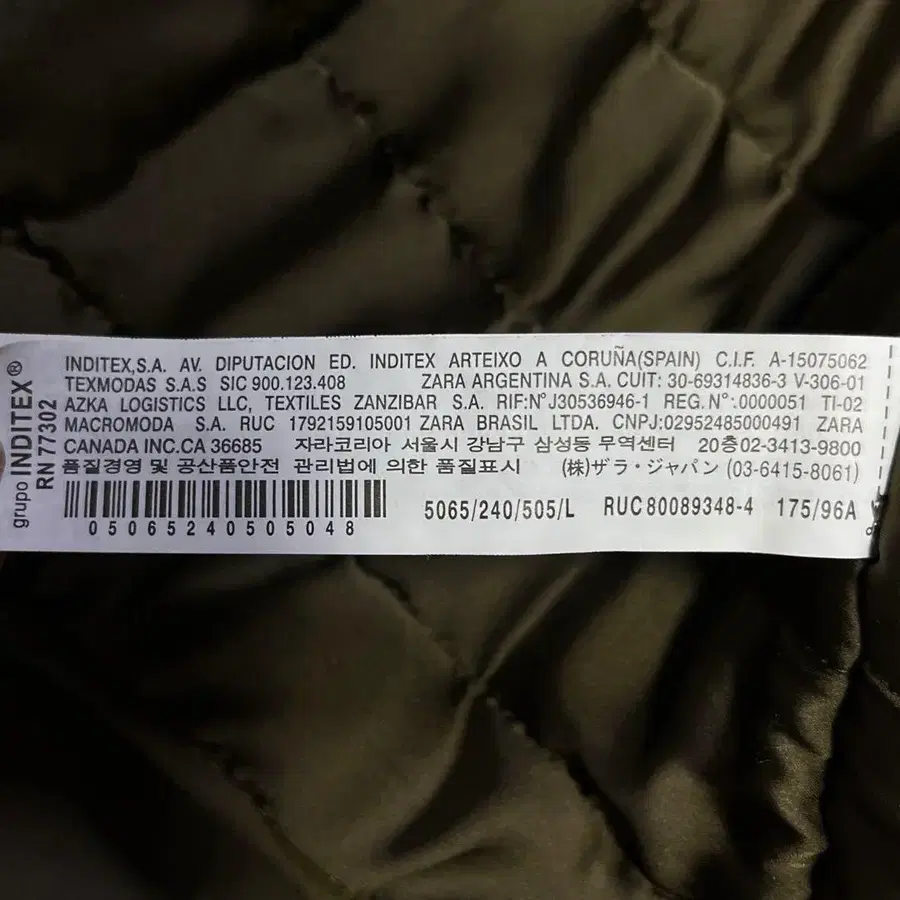 grupo INDITEX®
RN 77302
INDITEX,S.A. AV. DIPUTACION ED. INDITEX ARTEIXO A CORUÑA(SPAIN) C.I.F. A-15075062
TEXMODAS S.A.S SIC 900.123.408 ZARA ARGENTINA S.A. CUIT: 30-69314836-3 V-306-01
AZKA LOGISTICS LLC, TEXTILES ZANZIBAR S.A. RIF:N°J30536946-1 REG.N°:0000051 TI-02
MACROMODA S.A. RUC 1792159105001 ZARA BRASIL LTDA. CNPJ:02952485000491 ZARA
CANADA INC.CA 36685 자라코리아 서울시 강남구 삼성동 무역센터 20층02-3413-9800
품질경영 및 공산품안전 관리법에 의한 품질표시 (株)ザラ・ジャパン (03-6415-8061)
05065240505048 5065/240/505/L RUC80089348-4 175/96A